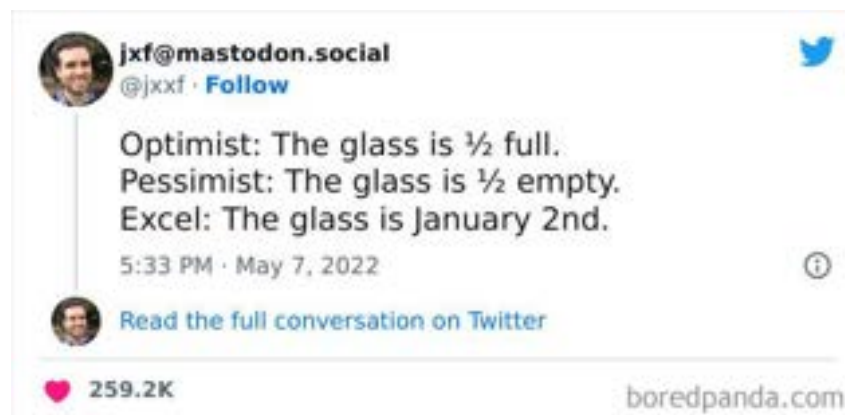 jxf@mastodon.social
@jxxf · Follow
Optimist: The glass is ½ full.
Pessimist: The glass is ½ empty.
Excel: The glass is January 2nd.
5:33 PM · May 7, 2022
Read the full conversation on Twitter
259.2K
boredpanda.com